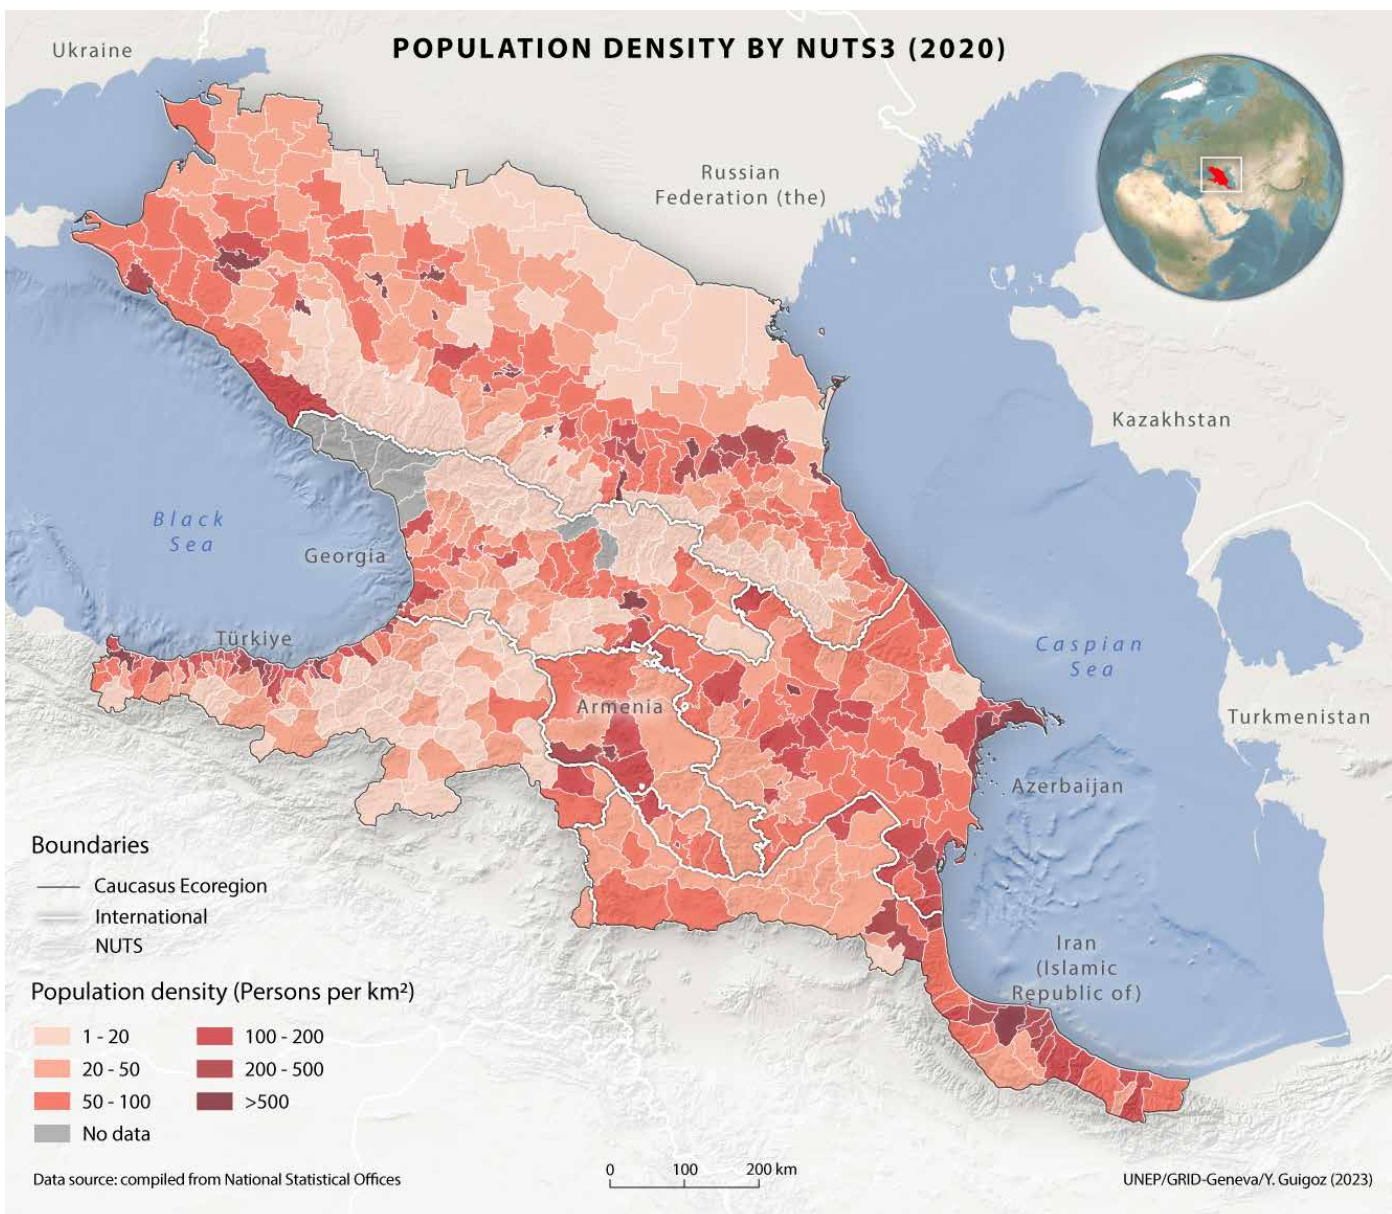 POPULATION DENSITY BY NUTS3 (2020)
Ukraine
Russian
Federation (the)
Kazakhstan
Black
Sea
Georgia
Türkiye
Caspian
Sea
Armenia
Turkmenistan
Azerbaijan
Iran
(Islamic
Republic of)
Boundaries
Caucasus Ecoregion
International
NUTS
Population density (Persons per km²)
1 - 20
20 - 50
50 - 100
No data
100 - 200
200 - 500
>500
Data source: compiled from National Statistical Offices
0 100 200 km
UNEP/GRID-Geneva/Y. Guigoz (2023)